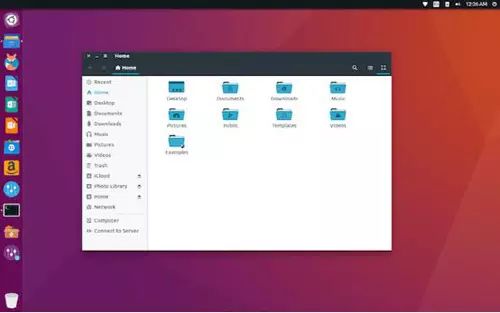 12:36 AM
Home
Home
Recent
Home
Desktop
Documents
Downloads
Music
Pictures
Videos
Trash
iCloud
Photo Library
Home
Network
Computer
Connect to Server
Desktop Documents Downloads Music
Pictures Public Templates Videos
Examples